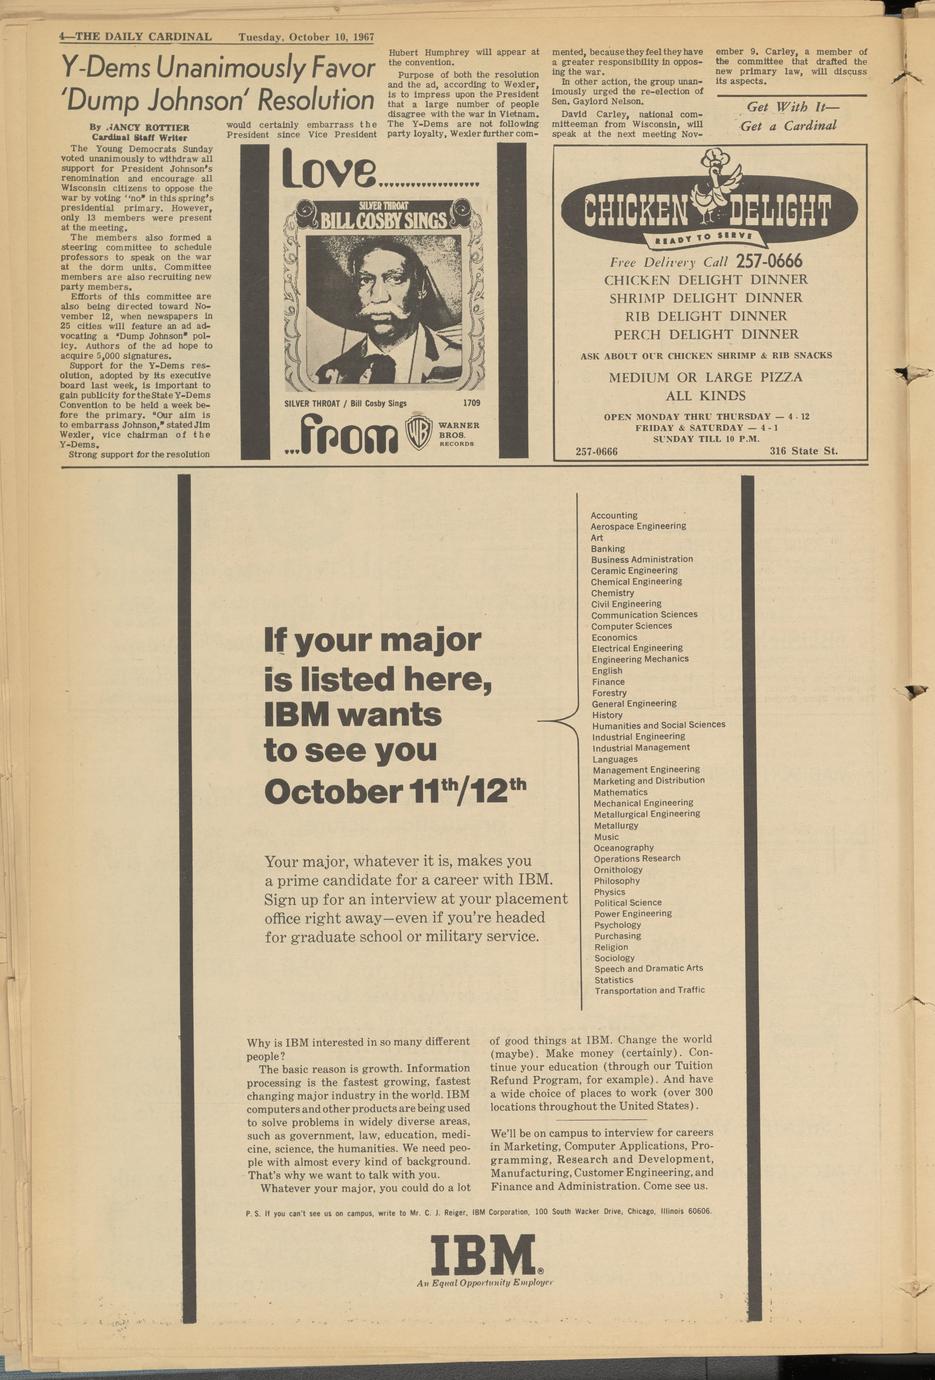 4—THE DAILY CARDINAL Tuesday, October 10, 1967
Y-Dems Unanimously Favor
'Dump Johnson' Resolution
By NANCY ROTTIER
Cardinal Staff Writer
The Young Democrats Sunday
voted unanimously to withdraw all
support for President Johnson's
renomination and encourage all
Wisconsin citizens to oppose the
war by voting "no" in this spring's
presidential primary. However,
only 13 members were present
at the meeting.
The members also formed a
steering committee to schedule
professors to speak on the war
at the dorm units. Committee
members are also recruiting new
party members.
Efforts of this committee are
also being directed toward No-
vember 12, when newspapers in
25 cities will feature an ad ad-
vocating a "Dump Johnson" pol-
icy. Authors of the ad hope to
acquire 5,000 signatures.
Support for the Y-Dems res-
olution, adopted by its executive
board last week, is important to
gain publicity for the State Y-Dems
Convention to be held a week be-
fore the primary. "Our aim is
to embarrass Johnson," stated Jim
Wexler, vice chairman of the
Y-Dems.
Strong support for the resolution
would certainly embarrass the
President since Vice President
Hubert Humphrey will appear at
the convention.
Purpose of both the resolution
and the ad, according to Wexler,
is to impress upon the President
that a large number of people
disagree with the war in Vietnam.
The Y-Dems are not following
party loyalty, Wexler further com-
mented, because they feel they have
a greater responsibility in oppos-
ing the war.
In other action, the group unan-
imously urged the re-election of
Sen. Gaylord Nelson.
David Carley, national com-
mitteeman from Wisconsin, will
speak at the next meeting Nov-
ember 9. Carley, a member of
the committee that drafted the
new primary law, will discuss
its aspects.
Get With It—
Get a Cardinal
Love...................
SILVER THROAT
BILL COSBY SINGS
SILVER THROAT / Bill Cosby Sings 1709
...from
WB
WARNER
BROS.
RECORDS
CHICKEN DELIGHT
READY TO SERVE
Free Delivery Call 257-0666
CHICKEN DELIGHT DINNER
SHRIMP DELIGHT DINNER
RIB DELIGHT DINNER
PERCH DELIGHT DINNER
ASK ABOUT OUR CHICKEN SHRIMP & RIB SNACKS
MEDIUM OR LARGE PIZZA
ALL KINDS
OPEN MONDAY THRU THURSDAY — 4 - 12
FRIDAY & SATURDAY — 4 - 1
SUNDAY TILL 10 P.M.
257-0666 316 State St.
If your major
is listed here,
IBM wants
to see you
October 11th/12th
Your major, whatever it is, makes you
a prime candidate for a career with IBM.
Sign up for an interview at your placement
office right away—even if you're headed
for graduate school or military service.
Accounting
Aerospace Engineering
Art
Banking
Business Administration
Ceramic Engineering
Chemical Engineering
Chemistry
Civil Engineering
Communication Sciences
Computer Sciences
Economics
Electrical Engineering
Engineering Mechanics
English
Finance
Forestry
General Engineering
History
Humanities and Social Sciences
Industrial Engineering
Industrial Management
Languages
Management Engineering
Marketing and Distribution
Mathematics
Mechanical Engineering
Metallurgical Engineering
Metallurgy
Music
Oceanography
Operations Research
Ornithology
Philosophy
Physics
Political Science
Power Engineering
Psychology
Purchasing
Religion
Sociology
Speech and Dramatic Arts
Statistics
Transportation and Traffic
Why is IBM interested in so many different
people?
The basic reason is growth. Information
processing is the fastest growing, fastest
changing major industry in the world. IBM
computers and other products are being used
to solve problems in widely diverse areas,
such as government, law, education, medi-
cine, science, the humanities. We need peo-
ple with almost every kind of background.
That's why we want to talk with you.
Whatever your major, you could do a lot
of good things at IBM. Change the world
(maybe). Make money (certainly). Con-
tinue your education (through our Tuition
Refund Program, for example). And have
a wide choice of places to work (over 300
locations throughout the United States).
We'll be on campus to interview for careers
in Marketing, Computer Applications, Pro-
gramming, Research and Development,
Manufacturing, Customer Engineering, and
Finance and Administration. Come see us.
P.S. If you can't see us on campus, write to Mr. C. J. Reiger, IBM Corporation, 100 South Wacker Drive, Chicago, Illinois 60606.
IBM®
An Equal Opportunity Employer